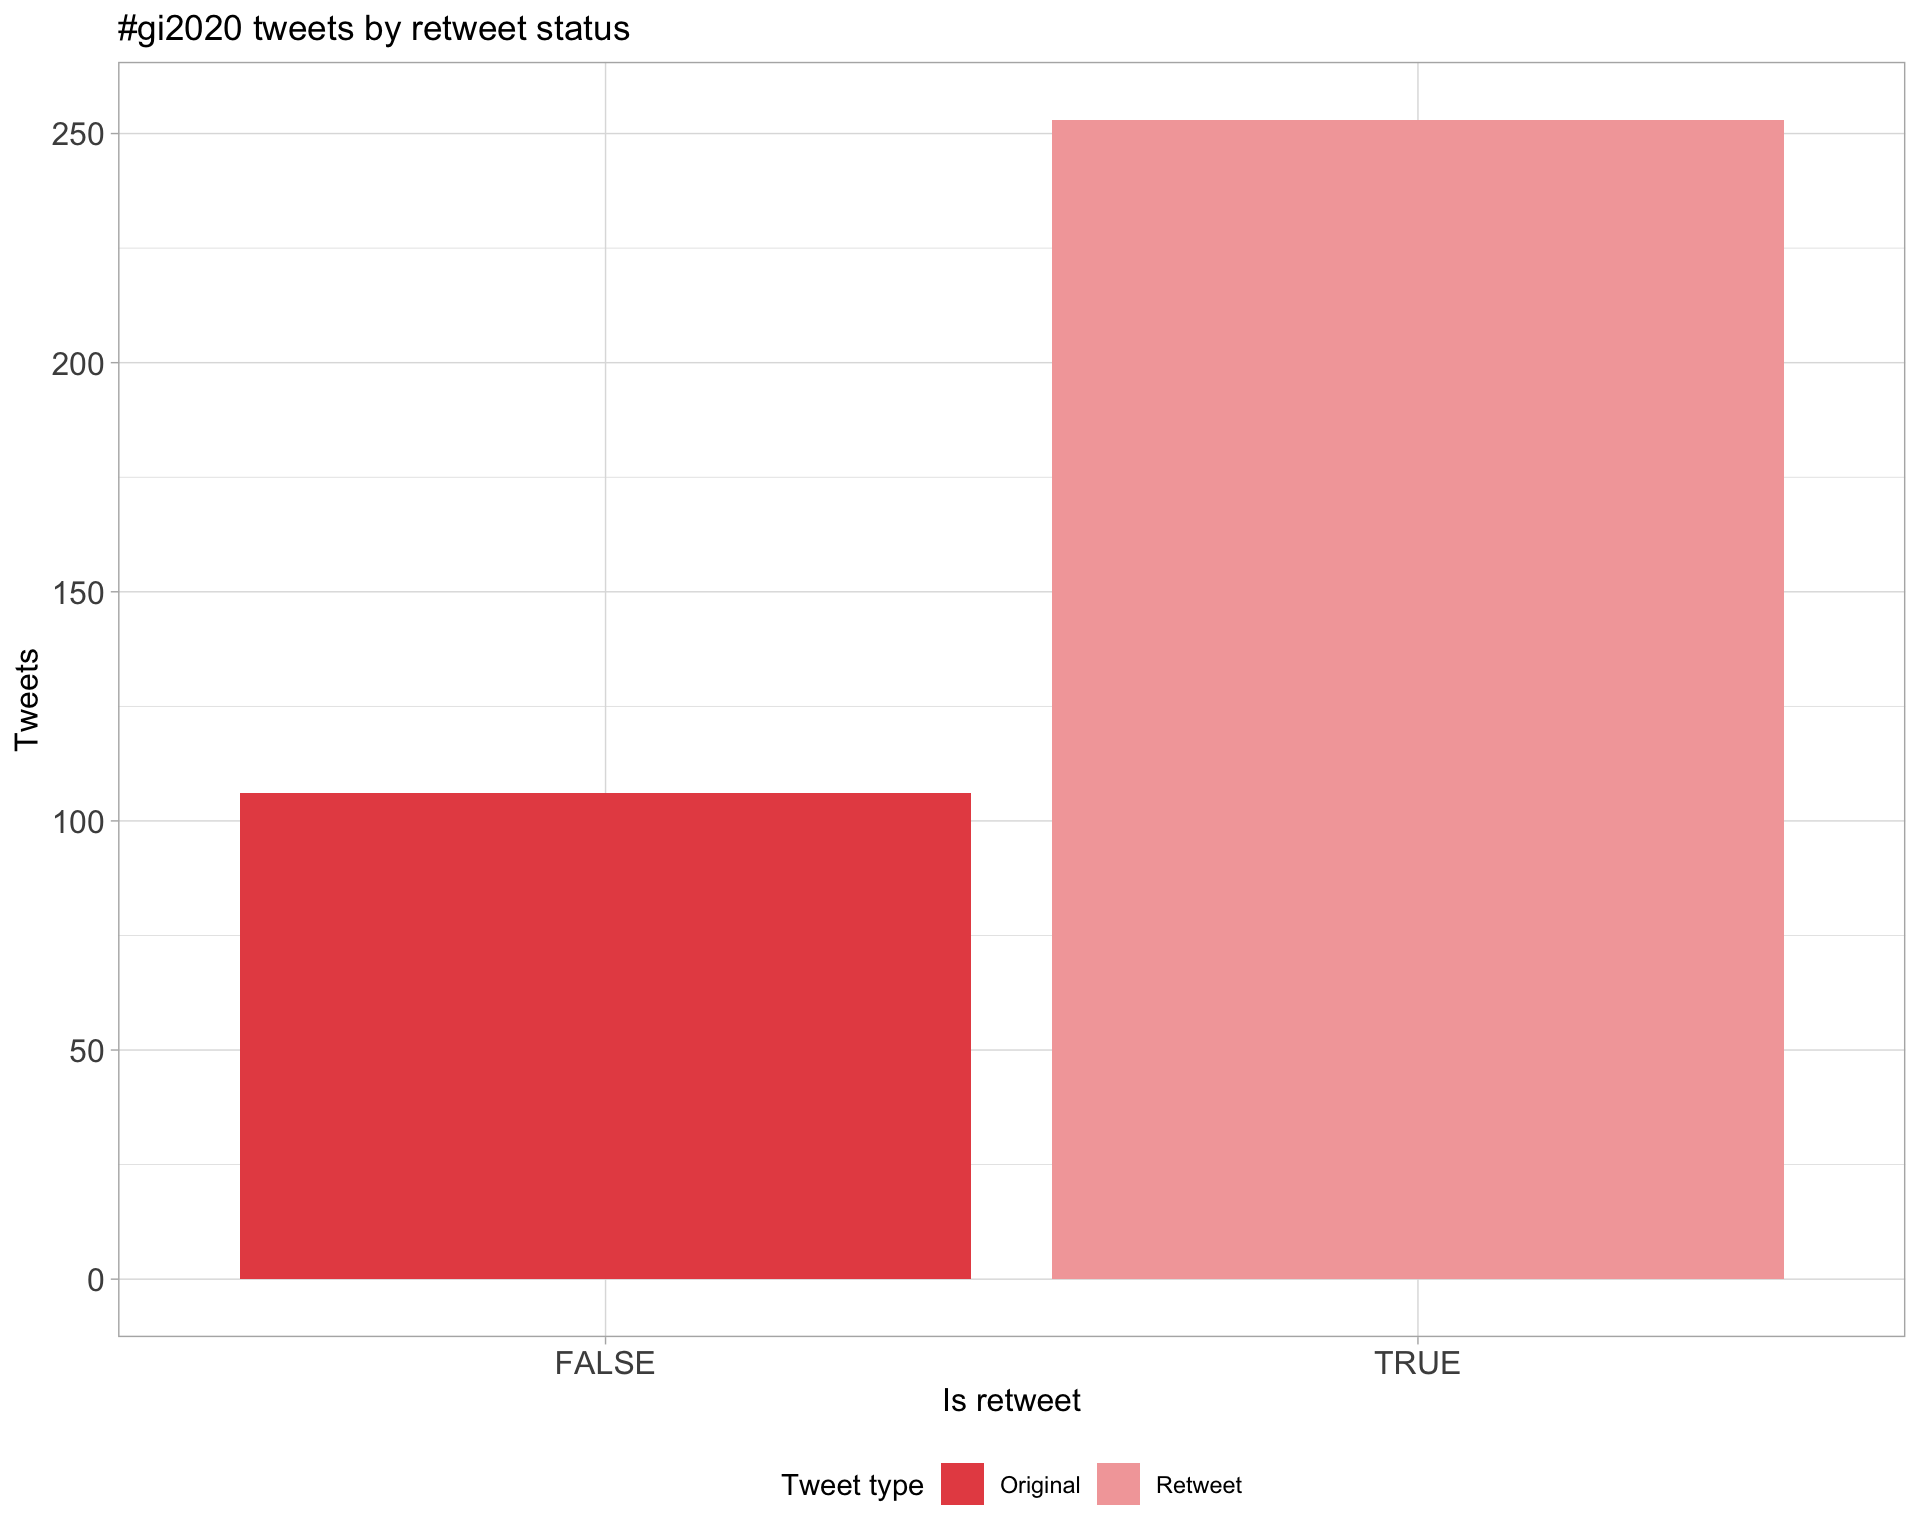 #gi2020 tweets by retweet status
250
200
150
100
50
0
Tweets
FALSE TRUE
Is retweet
Tweet type Original Retweet